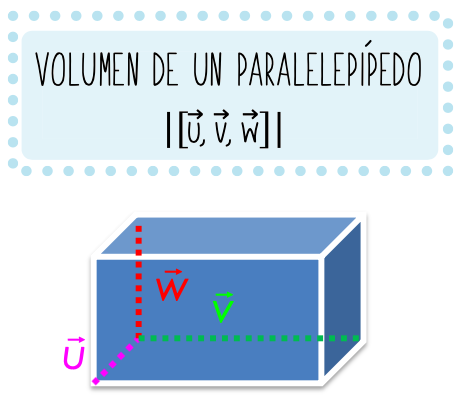 VOLUMEN DE UN PARALELEPÍPEDO
|[u⃗, v⃗, w⃗]|
w⃗
v⃗
u⃗